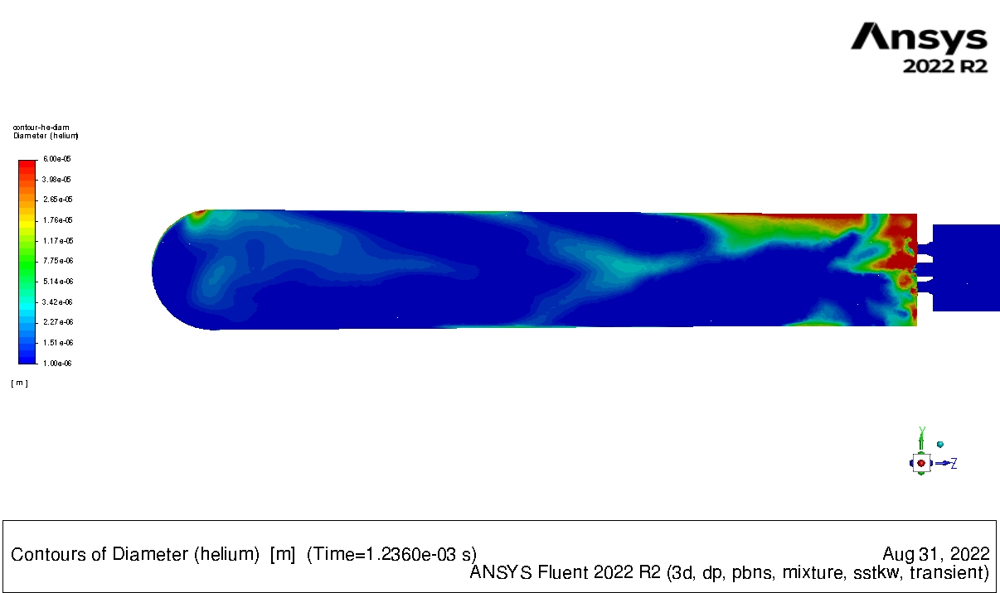 Ansys
2022 R2
contour-he-diam
Diameter (helium)
6.00e-05
3.98e-05
2.65e-05
1.76e-05
1.17e-05
7.75e-06
5.14e-06
3.42e-06
2.27e-06
1.51e-06
1.00e-06
[ m ]
Y
Z
Contours of Diameter (helium) [m] (Time=1.2360e-03 s)
Aug 31, 2022
ANSYS Fluent 2022 R2 (3d, dp, pbns, mixture, sstkw, transient)